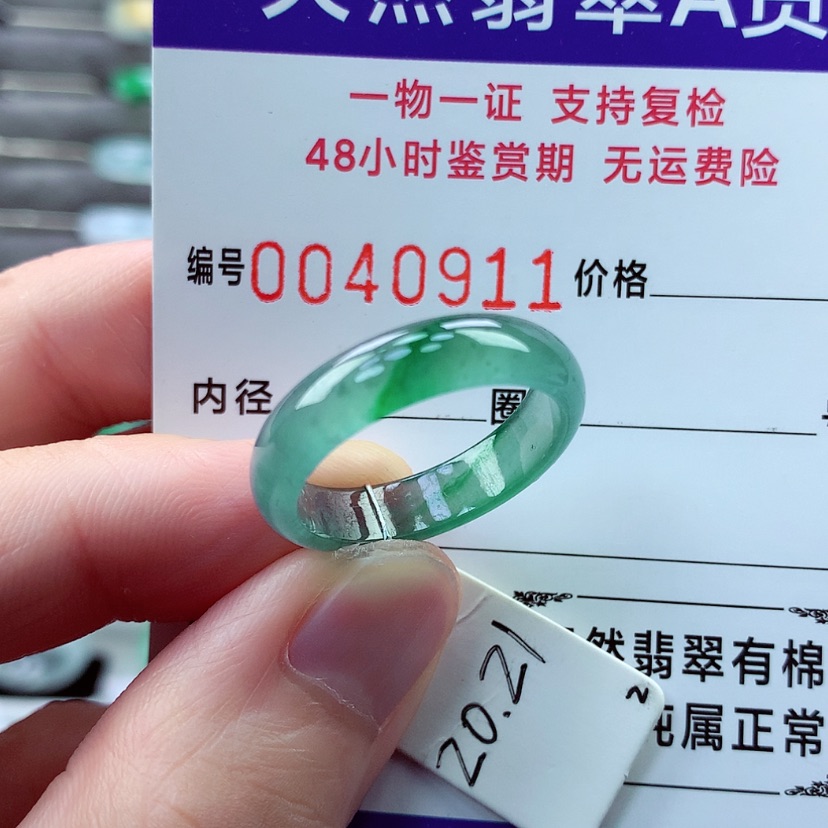 天然翡翠A货
一物一证 支持复检
48小时鉴赏期 无运费险
编号0040911 价格
内径 圈
然翡翠有棉
纯属正常
20.21